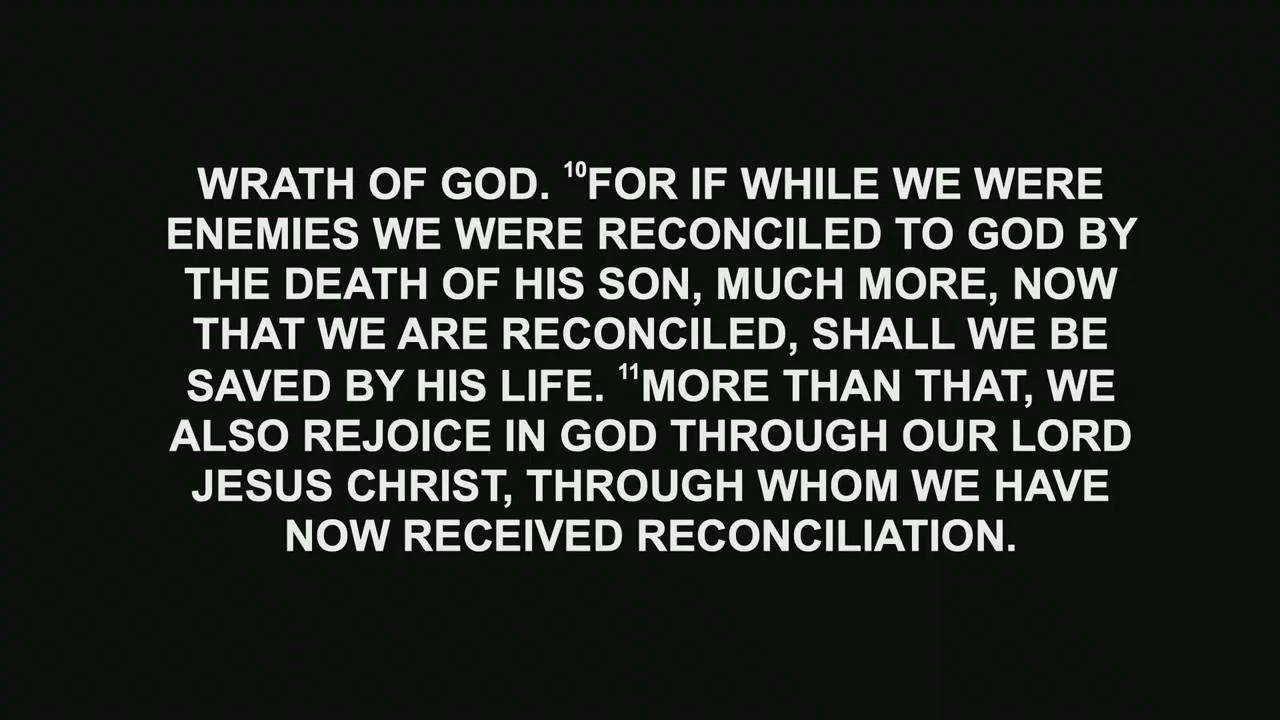 WRATH OF GOD. ¹⁰FOR IF WHILE WE WERE
ENEMIES WE WERE RECONCILED TO GOD BY
THE DEATH OF HIS SON, MUCH MORE, NOW
THAT WE ARE RECONCILED, SHALL WE BE
SAVED BY HIS LIFE. ¹¹MORE THAN THAT, WE
ALSO REJOICE IN GOD THROUGH OUR LORD
JESUS CHRIST, THROUGH WHOM WE HAVE
NOW RECEIVED RECONCILIATION.